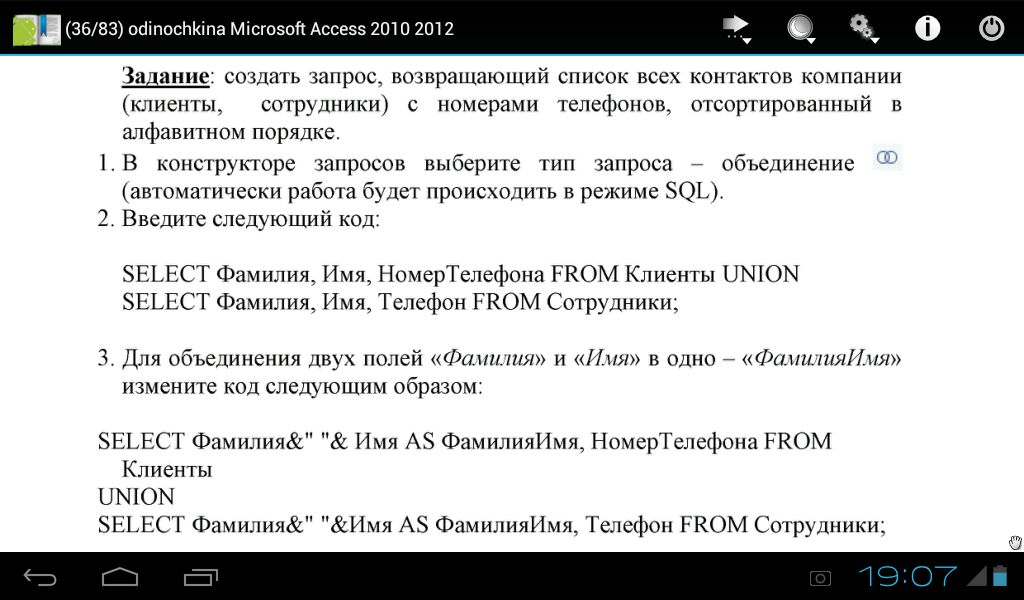 (36/83) odinochkina Microsoft Access 2010 2012
Задание: создать запрос, возвращающий список всех контактов компании
(клиенты, сотрудники) с номерами телефонов, отсортированный в
алфавитном порядке.
1. В конструкторе запросов выберите тип запроса – объединение
(автоматически работа будет происходить в режиме SQL).
2. Введите следующий код:
SELECT Фамилия, Имя, НомерТелефона FROM Клиенты UNION
SELECT Фамилия, Имя, Телефон FROM Сотрудники;
3. Для объединения двух полей «Фамилия» и «Имя» в одно – «ФамилияИмя»
измените код следующим образом:
SELECT Фамилия&" "& Имя AS ФамилияИмя, НомерТелефона FROM
Клиенты
UNION
SELECT Фамилия&" "&Имя AS ФамилияИмя, Телефон FROM Сотрудники;
19:07